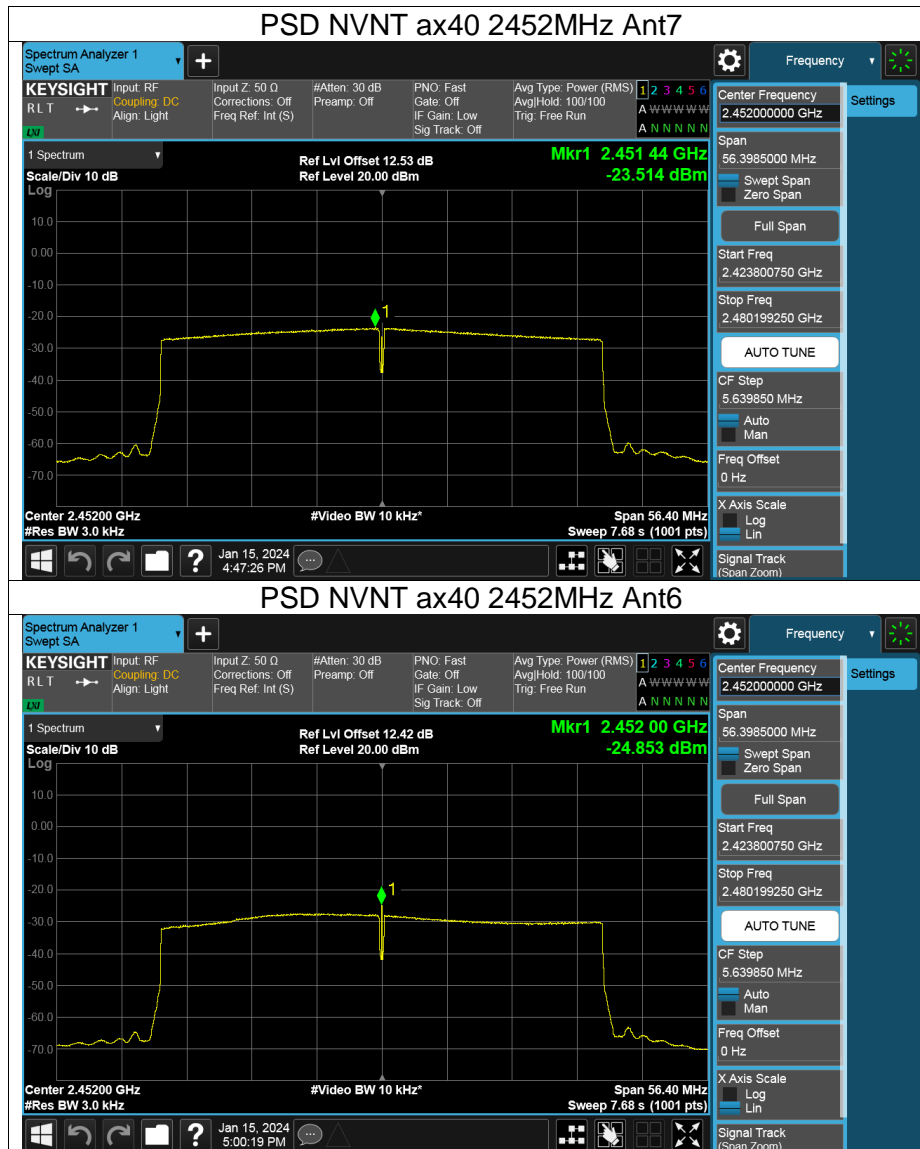 PSD NVNT ax40 2452MHz Ant7
Spectrum Analyzer 1
Swept SA
+
Frequency
KEYSIGHT
R L T
LXI
Input: RF
Coupling: DC
Align: Light
Input Z: 50 Ω
Corrections: Off
Freq Ref: Int (S)
#Atten: 30 dB
Preamp: Off
PNO: Fast
Gate: Off
IF Gain: Low
Sig Track: Off
Avg Type: Power (RMS)
Avg|Hold: 100/100
Trig: Free Run
1 2 3 4 5 6
A W W W W W
A N N N N N
Center Frequency
2.452000000 GHz
Settings
Span
56.3985000 MHz
Swept Span
Zero Span
Full Span
Start Freq
2.423800750 GHz
Stop Freq
2.480199250 GHz
AUTO TUNE
CF Step
5.639850 MHz
Auto
Man
Freq Offset
0 Hz
X Axis Scale
Log
Lin
Signal Track
(Span Zoom)
1 Spectrum
Scale/Div 10 dB
Log
Ref Lvl Offset 12.53 dB
Ref Level 20.00 dBm
Mkr1 2.451 44 GHz
-23.514 dBm
10.0
0.00
-10.0
-20.0
-30.0
-40.0
-50.0
-60.0
-70.0
1
Center 2.45200 GHz
#Res BW 3.0 kHz
#Video BW 10 kHz*
Span 56.40 MHz
Sweep 7.68 s (1001 pts)
?
Jan 15, 2024
4:47:26 PM
PSD NVNT ax40 2452MHz Ant6
Spectrum Analyzer 1
Swept SA
+
Frequency
KEYSIGHT
R L T
LXI
Input: RF
Coupling: DC
Align: Light
Input Z: 50 Ω
Corrections: Off
Freq Ref: Int (S)
#Atten: 30 dB
Preamp: Off
PNO: Fast
Gate: Off
IF Gain: Low
Sig Track: Off
Avg Type: Power (RMS)
Avg|Hold: 100/100
Trig: Free Run
1 2 3 4 5 6
A W W W W W
A N N N N N
Center Frequency
2.452000000 GHz
Settings
Span
56.3985000 MHz
Swept Span
Zero Span
Full Span
Start Freq
2.423800750 GHz
Stop Freq
2.480199250 GHz
AUTO TUNE
CF Step
5.639850 MHz
Auto
Man
Freq Offset
0 Hz
X Axis Scale
Log
Lin
Signal Track
(Span Zoom)
1 Spectrum
Scale/Div 10 dB
Log
Ref Lvl Offset 12.42 dB
Ref Level 20.00 dBm
Mkr1 2.452 00 GHz
-24.853 dBm
10.0
0.00
-10.0
-20.0
-30.0
-40.0
-50.0
-60.0
-70.0
1
Center 2.45200 GHz
#Res BW 3.0 kHz
#Video BW 10 kHz*
Span 56.40 MHz
Sweep 7.68 s (1001 pts)
?
Jan 15, 2024
5:00:19 PM